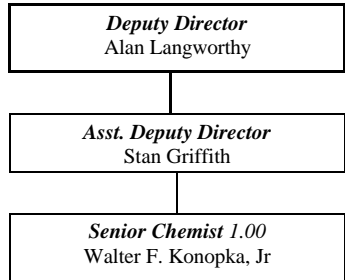 Deputy Director
Alan Langworthy
Asst. Deputy Director
Stan Griffith
Senior Chemist 1.00
Walter F. Konopka, Jr